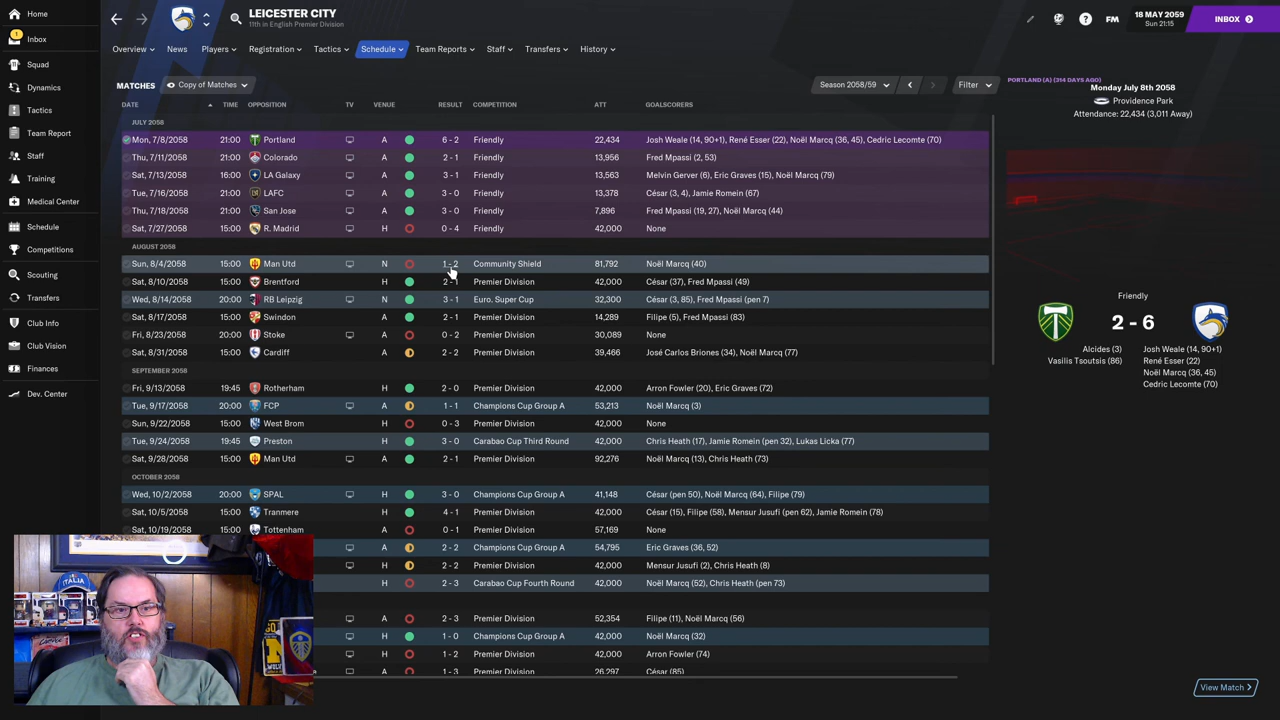 Home
1
Inbox
Squad
Dynamics
Tactics
Team Report
Staff
Training
Medical Center
Schedule
Competitions
Scouting
Transfers
Club Info
Club Vision
Finances
Dev. Center
LEICESTER CITY
11th in English Premier Division
FM
18 MAY 2059
SUN 21:15
INBOX
Overview
News
Players
Registration
Tactics
Schedule
Team Reports
Staff
Transfers
History
MATCHES
Copy of Matches
Season 2058/59
Filter
DATE TIME OPPOSITION TV VENUE RESULT COMPETITION ATT GOALSCORERS
JULY 2058
Mon, 7/8/2058 21:00 Portland A 6 - 2 Friendly 22,434 Josh Weale (14, 90+1), René Esser (22), Noël Marcq (36, 45), Cedric Lecomte (70)
Thu, 7/11/2058 21:00 Colorado A 2 - 1 Friendly 13,956 Fred Mpassi (2, 53)
Sat, 7/13/2058 16:00 LA Galaxy A 3 - 1 Friendly 13,563 Melvin Gerver (6), Eric Graves (15), Noël Marcq (79)
Tue, 7/16/2058 21:00 LAFC A 3 - 0 Friendly 13,378 César (3, 4), Jamie Romein (67)
Thu, 7/18/2058 21:00 San Jose A 3 - 0 Friendly 7,896 Fred Mpassi (19, 27), Noël Marcq (44)
Sat, 7/27/2058 15:00 R. Madrid H 0 - 4 Friendly 42,000 None
AUGUST 2058
Sun, 8/4/2058 15:00 Man Utd N 1 - 2 Community Shield 81,792 Noël Marcq (40)
Sat, 8/10/2058 15:00 Brentford H 2 - 1 Premier Division 42,000 César (37), Fred Mpassi (49)
Wed, 8/14/2058 20:00 RB Leipzig N 3 - 1 Euro. Super Cup 32,300 César (3, 85), Fred Mpassi (pen 7)
Sat, 8/17/2058 15:00 Swindon A 2 - 1 Premier Division 14,289 Filipe (5), Fred Mpassi (83)
Fri, 8/23/2058 20:00 Stoke A 0 - 2 Premier Division 30,089 None
Sat, 8/31/2058 15:00 Cardiff A 2 - 2 Premier Division 39,466 José Carlos Briones (34), Noël Marcq (77)
SEPTEMBER 2058
Fri, 9/13/2058 19:45 Rotherham H 2 - 0 Premier Division 42,000 Arron Fowler (20), Eric Graves (72)
Tue, 9/17/2058 20:00 FCP A 1 - 1 Champions Cup Group A 53,213 Noël Marcq (3)
Sun, 9/22/2058 15:00 West Brom H 0 - 3 Premier Division 42,000 None
Tue, 9/24/2058 19:45 Preston H 3 - 0 Carabao Cup Third Round 42,000 Chris Heath (17), Jamie Romein (pen 32), Lukas Licka (77)
Sat, 9/28/2058 15:00 Man Utd A 2 - 1 Premier Division 92,276 Noël Marcq (13), Chris Heath (73)
OCTOBER 2058
Wed, 10/2/2058 20:00 SPAL H 3 - 0 Champions Cup Group A 41,148 César (pen 50), Noël Marcq (64), Filipe (79)
Sat, 10/5/2058 15:00 Tranmere H 4 - 1 Premier Division 42,000 César (15), Filipe (58), Mensur Jusufi (pen 62), Jamie Romein (78)
Sat, 10/19/2058 15:00 Tottenham A 0 - 1 Premier Division 57,169 None
A 2 - 2 Champions Cup Group A 54,795 Eric Graves (36, 52)
H 2 - 2 Premier Division 42,000 Mensur Jusufi (2), Chris Heath (8)
H 2 - 3 Carabao Cup Fourth Round 42,000 Noël Marcq (52), Chris Heath (pen 73)
A 2 - 3 Premier Division 52,354 Filipe (11), Noël Marcq (56)
H 1 - 0 Champions Cup Group A 42,000 Noël Marcq (32)
H 1 - 2 Premier Division 42,000 Arron Fowler (74)
A 1 - 3 Premier Division 26,297 César (85)
PORTLAND (A) (314 DAYS AGO)
Monday July 8th 2058
Providence Park
Attendance: 22,434 (3,011 Away)
Friendly
2 - 6
Alcides (3)
Vasilis Tsoutsis (86)
Josh Weale (14, 90+1)
René Esser (22)
Noël Marcq (36, 45)
Cedric Lecomte (70)
View Match
ITALIA